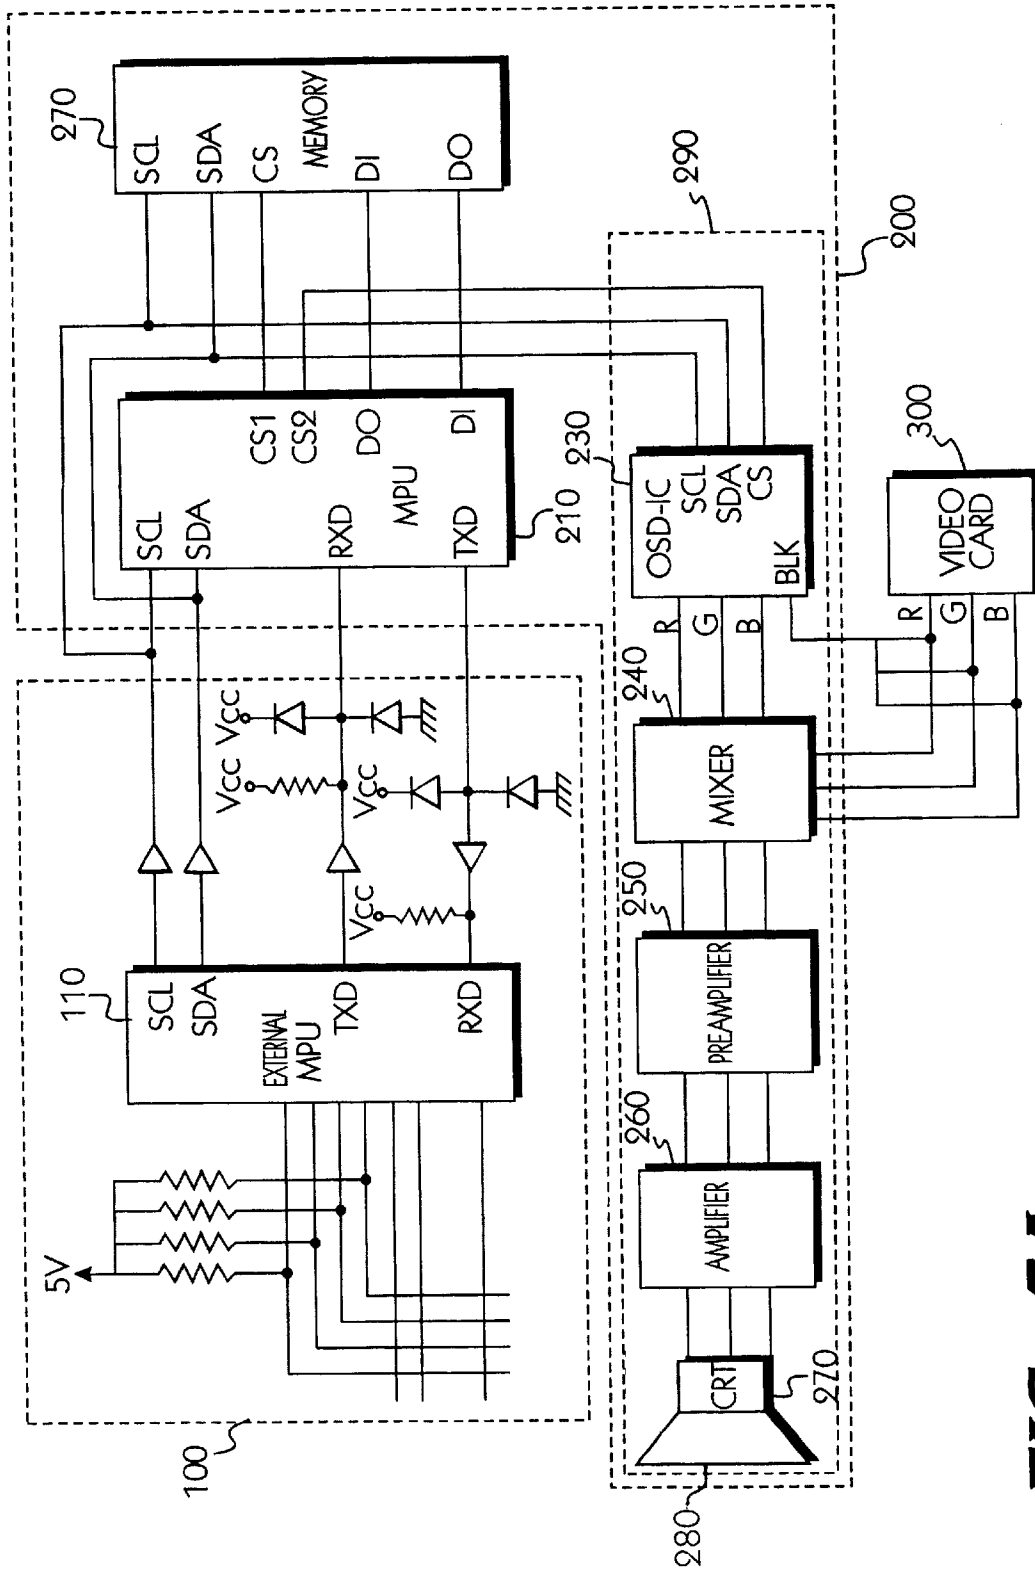 270
SCL
SDA
CS
MEMORY
DI
DO
SCL
SDA
CS1
CS2
RXD
DO
MPU
TXD
DI
210
290
200
230
OSD-IC
SCL
SDA
CS
BLK
R
G
B
300
VIDEO
CARD
R
G
B
240
MIXER
250
PREAMPLIFIER
260
AMPLIFIER
CRT
270
280
VCC
VCC
VCC
VCC
110
SCL
SDA
EXTERNAL
MPU
TXD
RXD
5V
100